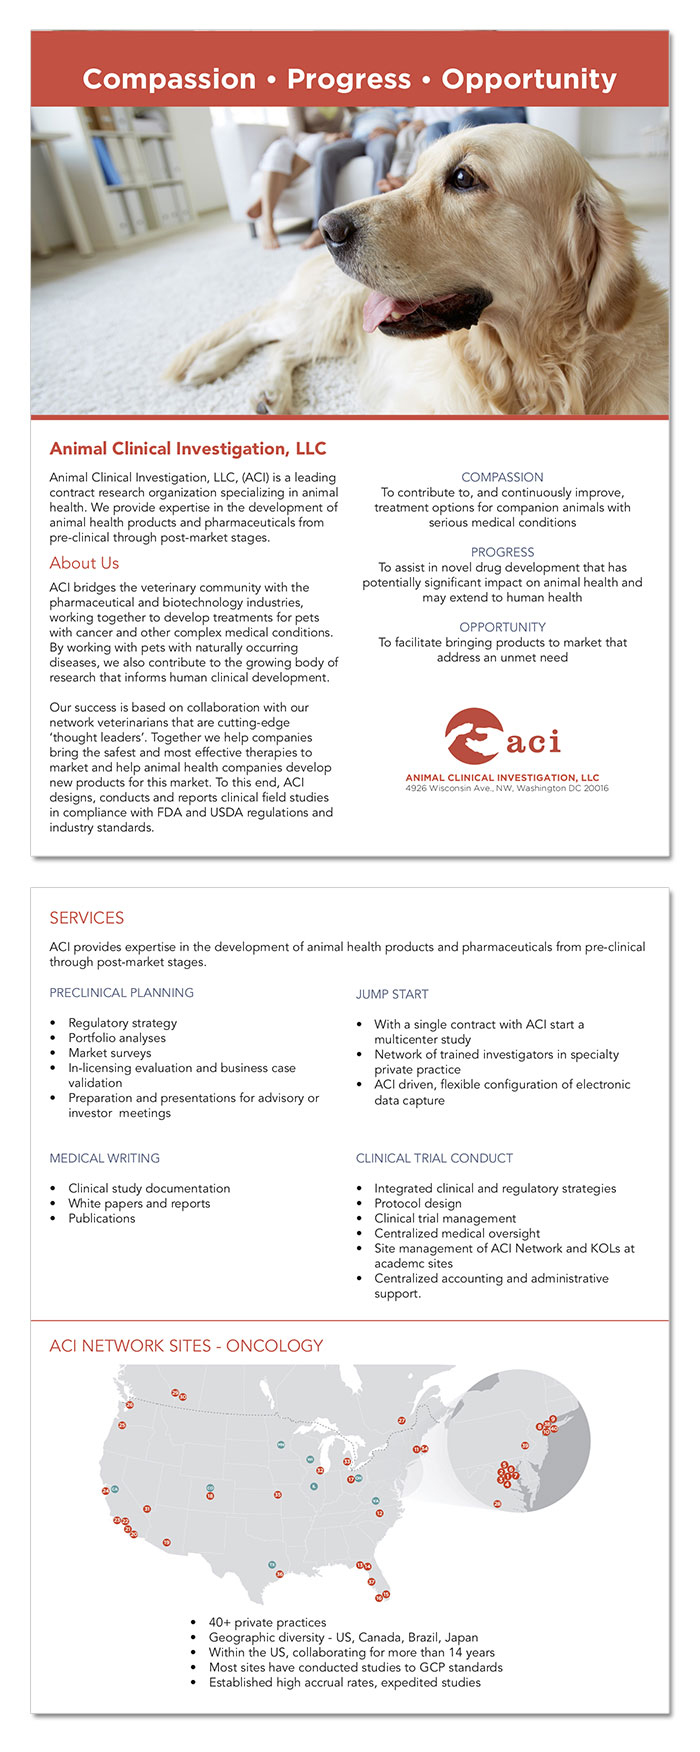 Compassion • Progress • Opportunity
Animal Clinical Investigation, LLC
Animal Clinical Investigation, LLC, (ACI) is a leading
contract research organization specializing in animal
health. We provide expertise in the development of
animal health products and pharmaceuticals from
pre-clinical through post-market stages.
About Us
ACI bridges the veterinary community with the
pharmaceutical and biotechnology industries,
working together to develop treatments for pets
with cancer and other complex medical conditions.
By working with pets with naturally occurring
diseases, we also contribute to the growing body of
research that informs human clinical development.
Our success is based on collaboration with our
network veterinarians that are cutting-edge
‘thought leaders’. Together we help companies
bring the safest and most effective therapies to
market and help animal health companies develop
new products for this market. To this end, ACI
designs, conducts and reports clinical field studies
in compliance with FDA and USDA regulations and
industry standards.
COMPASSION
To contribute to, and continuously improve,
treatment options for companion animals with
serious medical conditions
PROGRESS
To assist in novel drug development that has
potentially significant impact on animal health and
may extend to human health
OPPORTUNITY
To facilitate bringing products to market that
address an unmet need
aci
ANIMAL CLINICAL INVESTIGATION, LLC
4926 Wisconsin Ave., NW, Washington DC 20016
SERVICES
ACI provides expertise in the development of animal health products and pharmaceuticals from pre-clinical
through post-market stages.
PRECLINICAL PLANNING
• Regulatory strategy
• Portfolio analyses
• Market surveys
• In-licensing evaluation and business case
validation
• Preparation and presentations for advisory or
investor meetings
JUMP START
• With a single contract with ACI start a
multicenter study
• Network of trained investigators in specialty
private practice
• ACI driven, flexible configuration of electronic
data capture
MEDICAL WRITING
• Clinical study documentation
• White papers and reports
• Publications
CLINICAL TRIAL CONDUCT
• Integrated clinical and regulatory strategies
• Protocol design
• Clinical trial management
• Centralized medical oversight
• Site management of ACI Network and KOLs at
academc sites
• Centralized accounting and administrative
support.
ACI NETWORK SITES - ONCOLOGY
• 40+ private practices
• Geographic diversity - US, Canada, Brazil, Japan
• Within the US, collaborating for more than 14 years
• Most sites have conducted studies to GCP standards
• Established high accrual rates, expedited studies